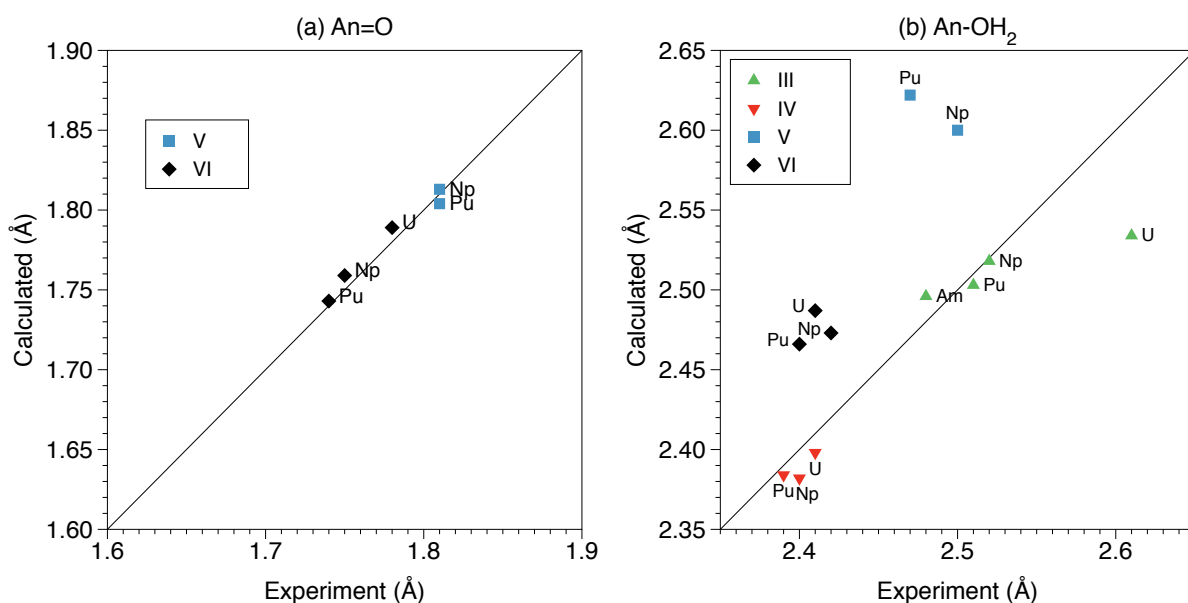 (a) An=O
Calculated (Å)
1.90
1.85
1.80
1.75
1.70
1.65
1.60
V
VI
Np
Pu
U
Np
Pu
1.6
1.7
1.8
1.9
Experiment (Å)
(b) An-OH2
Calculated (Å)
2.65
2.60
2.55
2.50
2.45
2.40
2.35
III
IV
V
VI
Pu
Np
U
Np
Pu
Am
U
Np
Pu
U
Pu
Np
2.4
2.5
2.6
Experiment (Å)